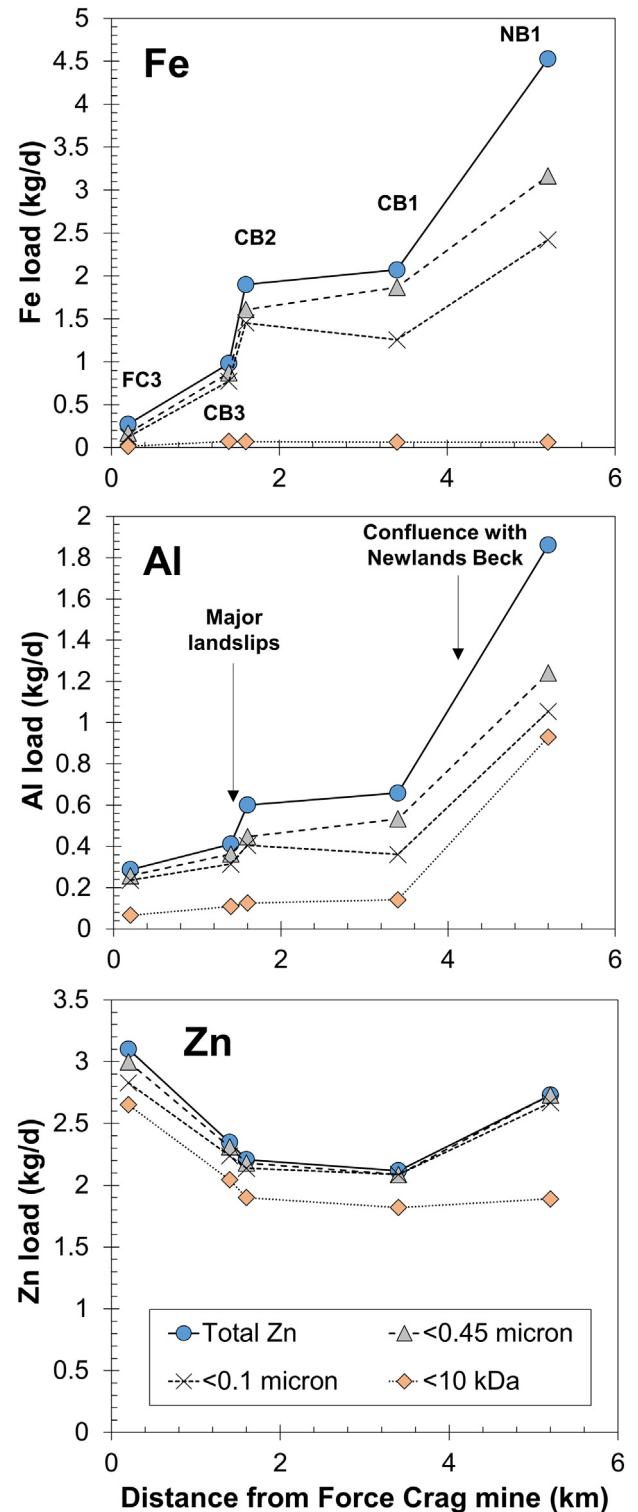 5
4.5
4
3.5
3
2.5
2
1.5
1
0.5
0
Fe load (kg/d)
Fe
NB1
CB1
CB2
FC3
CB3
0 2 4 6
2
1.8
1.6
1.4
1.2
1
0.8
0.6
0.4
0.2
0
Al load (kg/d)
Al
Confluence with
Newlands Beck
Major
landslips
0 2 4 6
3.5
3
2.5
2
1.5
1
0.5
0
Zn load (kg/d)
Zn
Total Zn <0.45 micron
<0.1 micron <10 kDa
0 2 4 6
Distance from Force Crag mine (km)